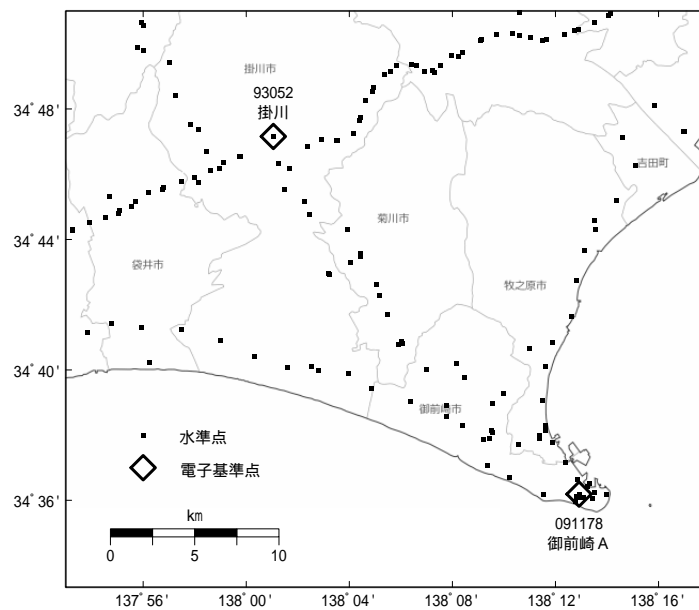 掛川市
93052
掛川
34˚ 48'
吉田町
菊川市
34˚ 44'
袋井市
牧之原市
34˚ 40'
御前崎市
水準点
電子基準点
34˚ 36'
km
0 5 10
091178
御前崎A
137˚ 56' 138˚ 00' 138˚ 04' 138˚ 08' 138˚ 12' 138˚ 16'